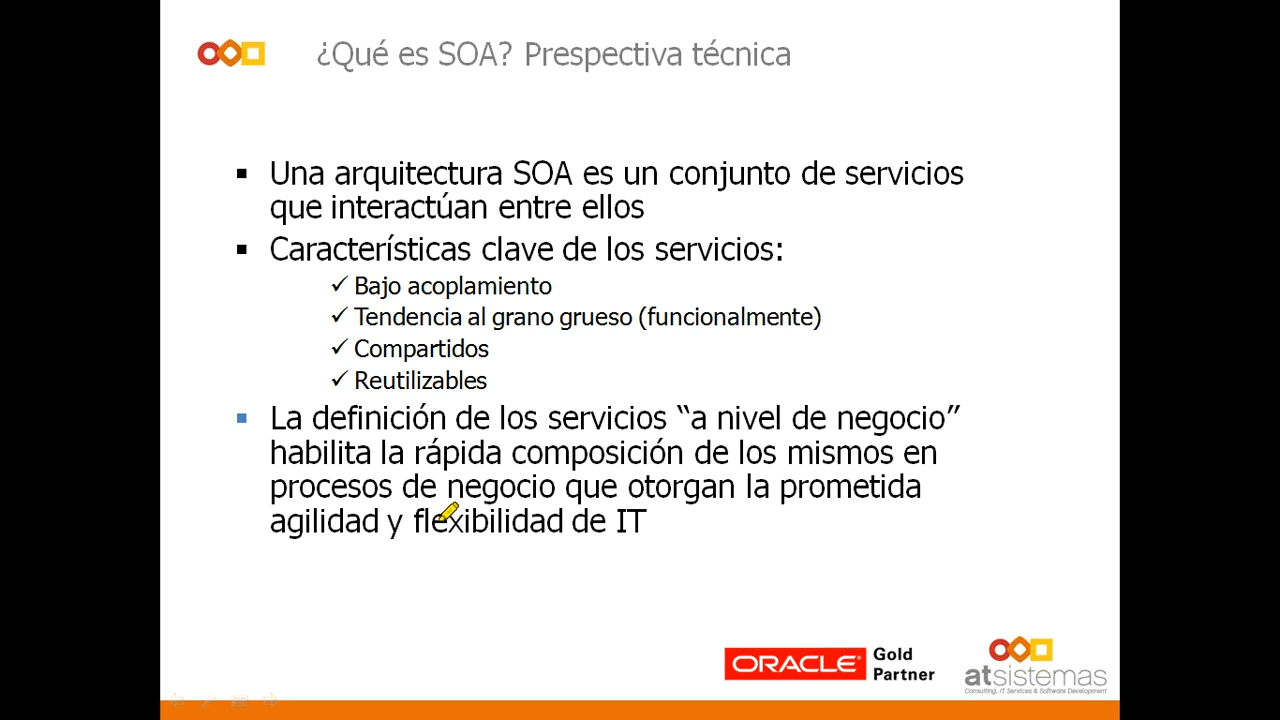 ¿Qué es SOA? Prespectiva técnica
Una arquitectura SOA es un conjunto de servicios
que interactúan entre ellos
Características clave de los servicios:
Bajo acoplamiento
Tendencia al grano grueso (funcionalmente)
Compartidos
Reutilizables
La definición de los servicios “a nivel de negocio”
habilita la rápida composición de los mismos en
procesos de negocio que otorgan la prometida
agilidad y flexibilidad de IT
ORACLE Gold
Partner
atsistemas
Consulting, IT Services & Software Development